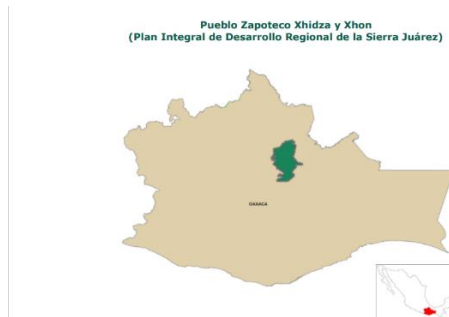 Pueblo Zapoteco Xhidza y Xhon
(Plan Integral de Desarrollo Regional de la Sierra Juárez)
OAXACA